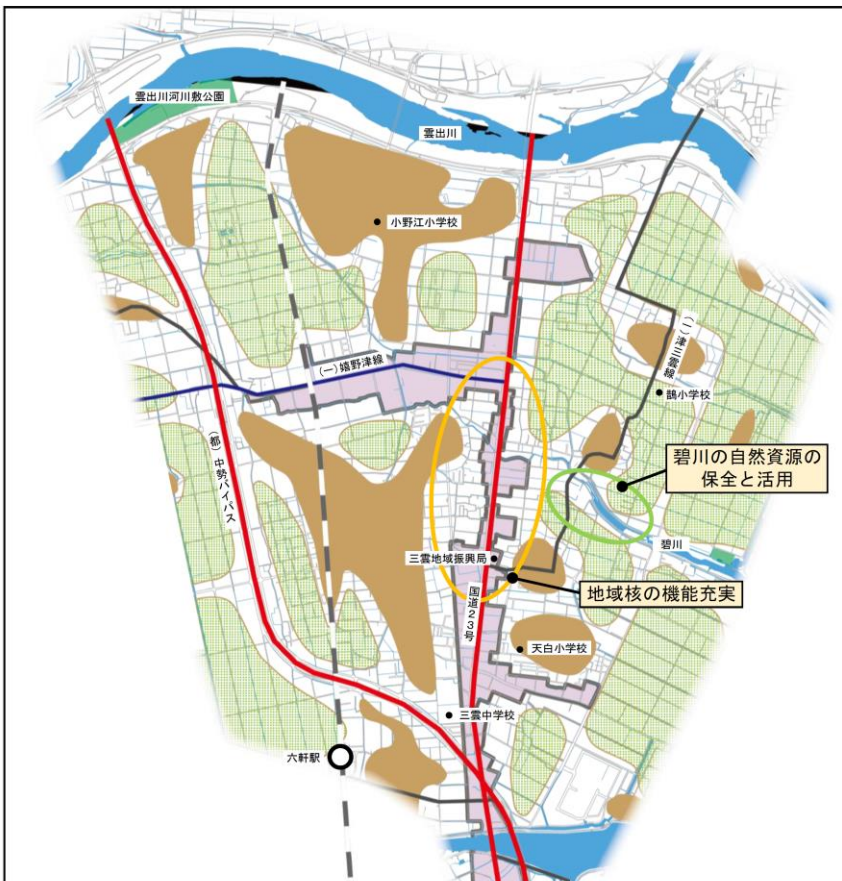 雲出川河川敷公園
雲出川
小野江小学校
(一)津三雲線
(一)嬉野津線
鵲小学校
(都)中勢バイパス
碧川の自然資源の
保全と活用
碧川
三雲地域振興局
地域核の機能充実
国道23号
天白小学校
三雲中学校
六軒駅